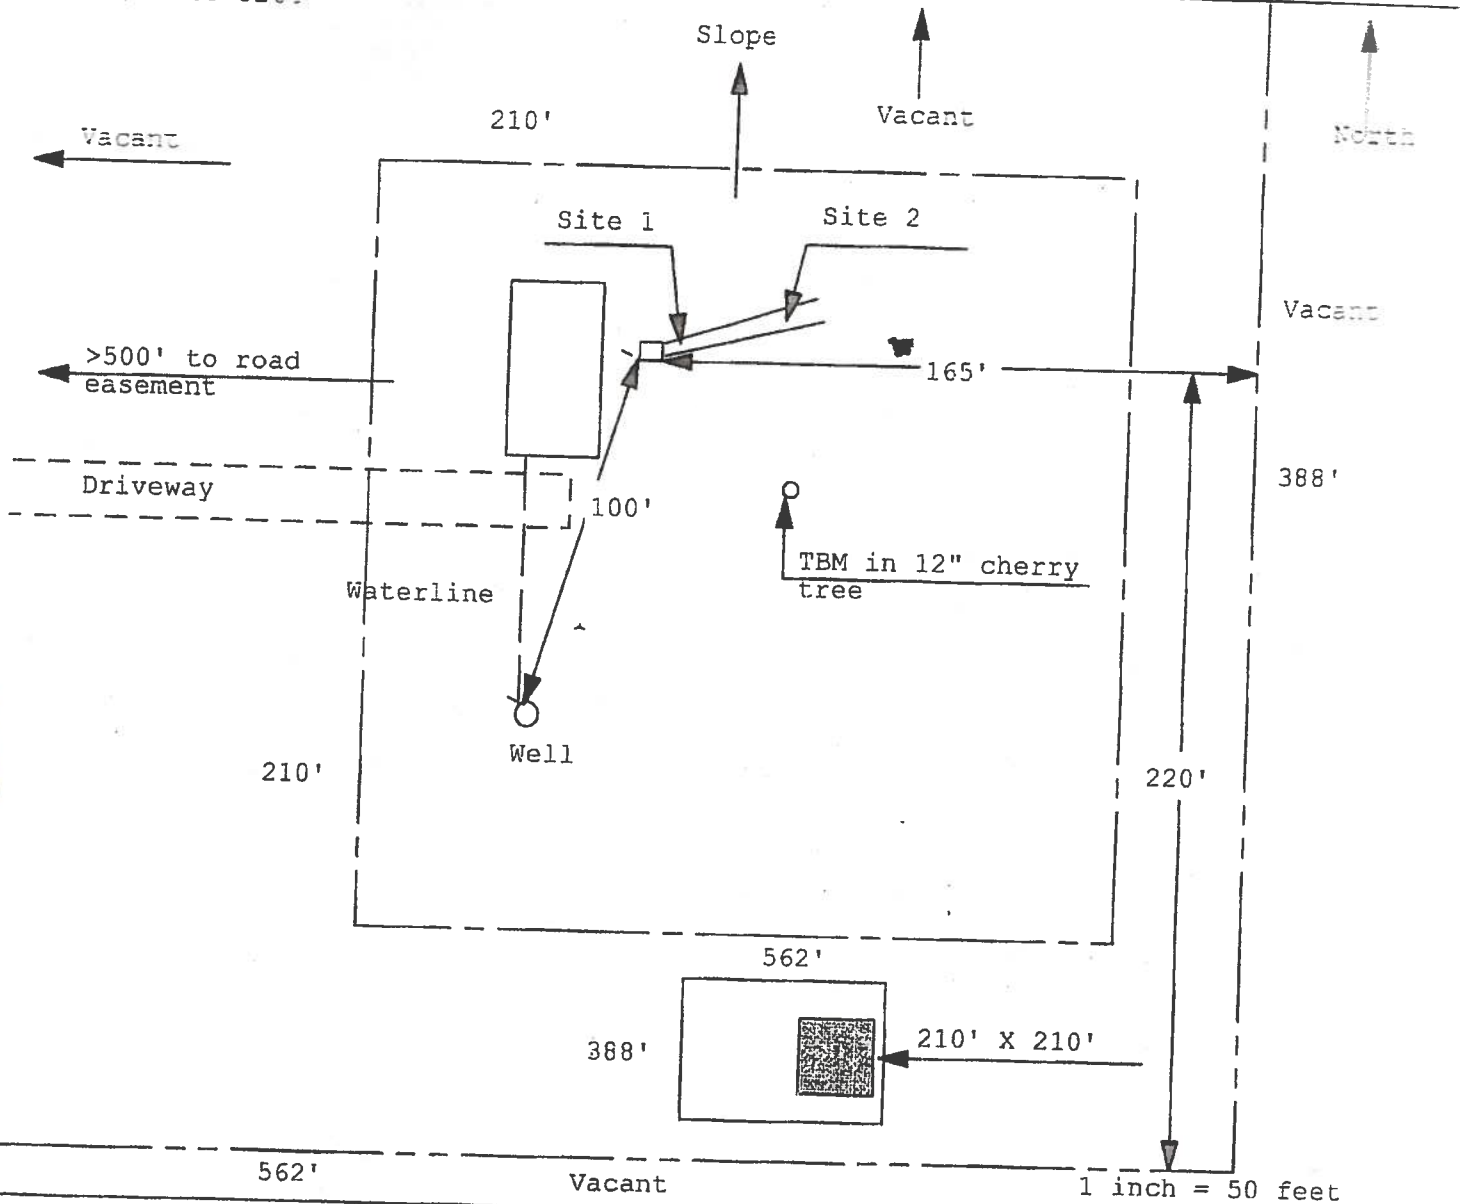 Slope
210'
Vacant
Vacant
North
Site 1
Site 2
Vacant
>500' to road
easement
165'
388'
Driveway
100'
TBM in 12" cherry
tree
Waterline
Well
210'
220'
562'
388'
210' X 210'
562'
Vacant
1 inch = 50 feet